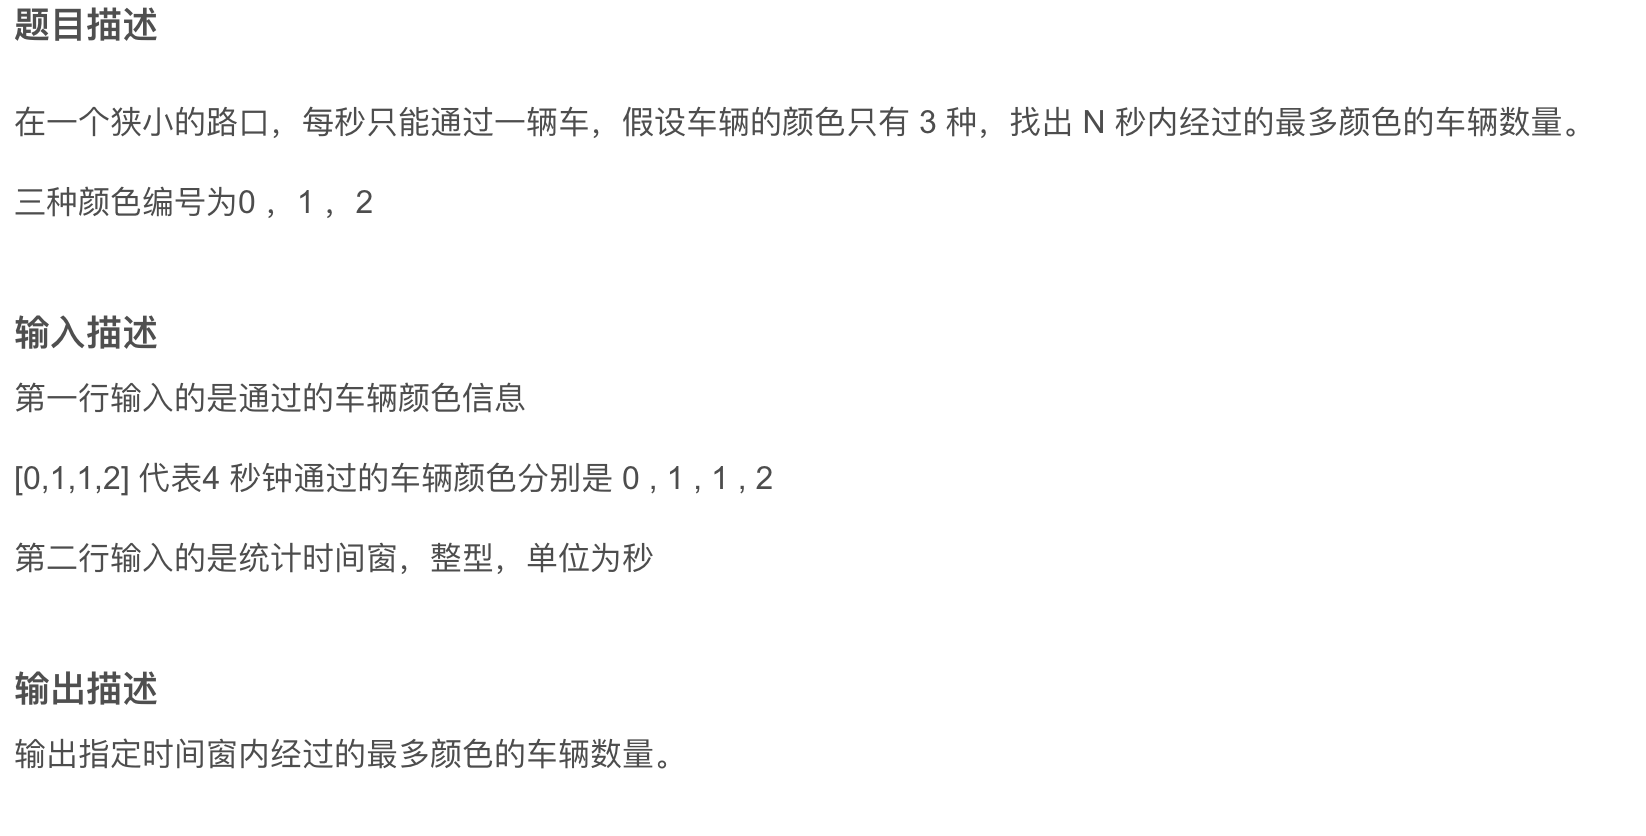 题目描述
在一个狭小的路口，每秒只能通过一辆车，假设车辆的颜色只有 3 种，找出 N 秒内经过的最多颜色的车辆数量。
三种颜色编号为0 ，1 ，2
输入描述
第一行输入的是通过的车辆颜色信息
[0,1,1,2] 代表4 秒钟通过的车辆颜色分别是 0 , 1 , 1 , 2
第二行输入的是统计时间窗，整型，单位为秒
输出描述
输出指定时间窗内经过的最多颜色的车辆数量。